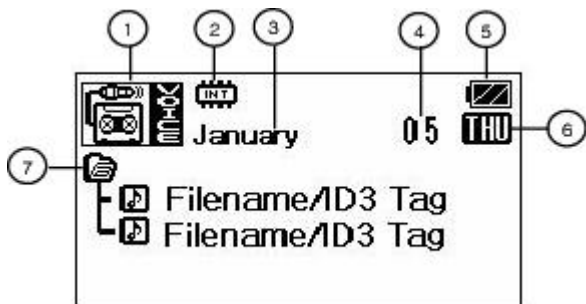 1 2 3 4 5
VOICE INT
January 05 THU 6
7
Filename/ID3 Tag
Filename/ID3 Tag